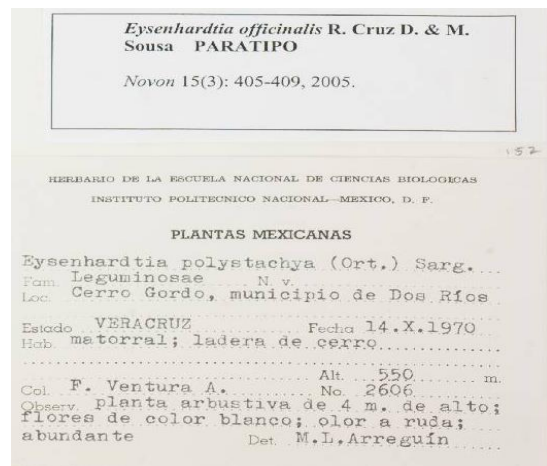 Eysenhardtia officinalis R. Cruz D. & M.
Sousa PARATIPO
Novon 15(3): 405-409, 2005.
152
HERBARIO DE LA ESCUELA NACIONAL DE CIENCIAS BIOLOGICAS
INSTITUTO POLITECNICO NACIONAL—MEXICO, D. F.
PLANTAS MEXICANAS
Eysenhardtia polystachya (Ort.) Sarg.
Fam. Leguminosae N. v.
Loc. Cerro Gordo, municipio de Dos Ríos
Estado VERACRUZ Fecha 14.X.1970
Hab. matorral; ladera de cerro
Alt. 550 m.
Col. F. Ventura A. No. 2606
Observ. planta arbustiva de 4 m. de alto;
flores de color blanco; olor a ruda;
abundante Det. M.L.Arreguín